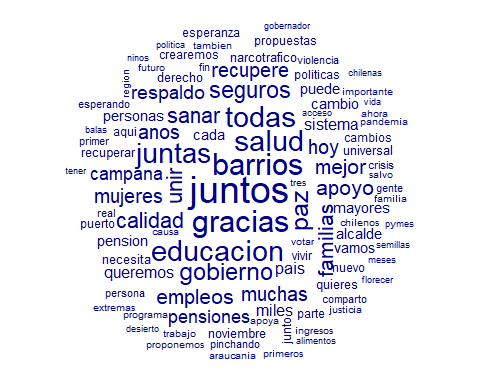 gobernador
esperanza
politica tambien propuestas
ninos crearemos narcotrafico violencia
futuro fin recupere politicas chilenas
region derecho seguros puede importante
respaldo
esperando sanar todas cambio vida
personas acceso ahora
balas aqui anos cada salud sistema pandemia
primer juntas hoy cambios
recuperar barrios universal
tener campana unir mejor crisis
salvo
mujeres juntos tres apoyo gente
familia
real calidad gracias paz familias mayores
puerto causa chilenos pymes
pension educacion votar alcalde
necesita vivir vamos semillas
queremos gobierno pais nuevo meses
persona quieres florecer
extremas empleos muchas comparto
programa pensiones apoya miles parte justicia
desierto trabajo noviembre junto ingresos
proponemos pinchando alimentos
araucania primeros